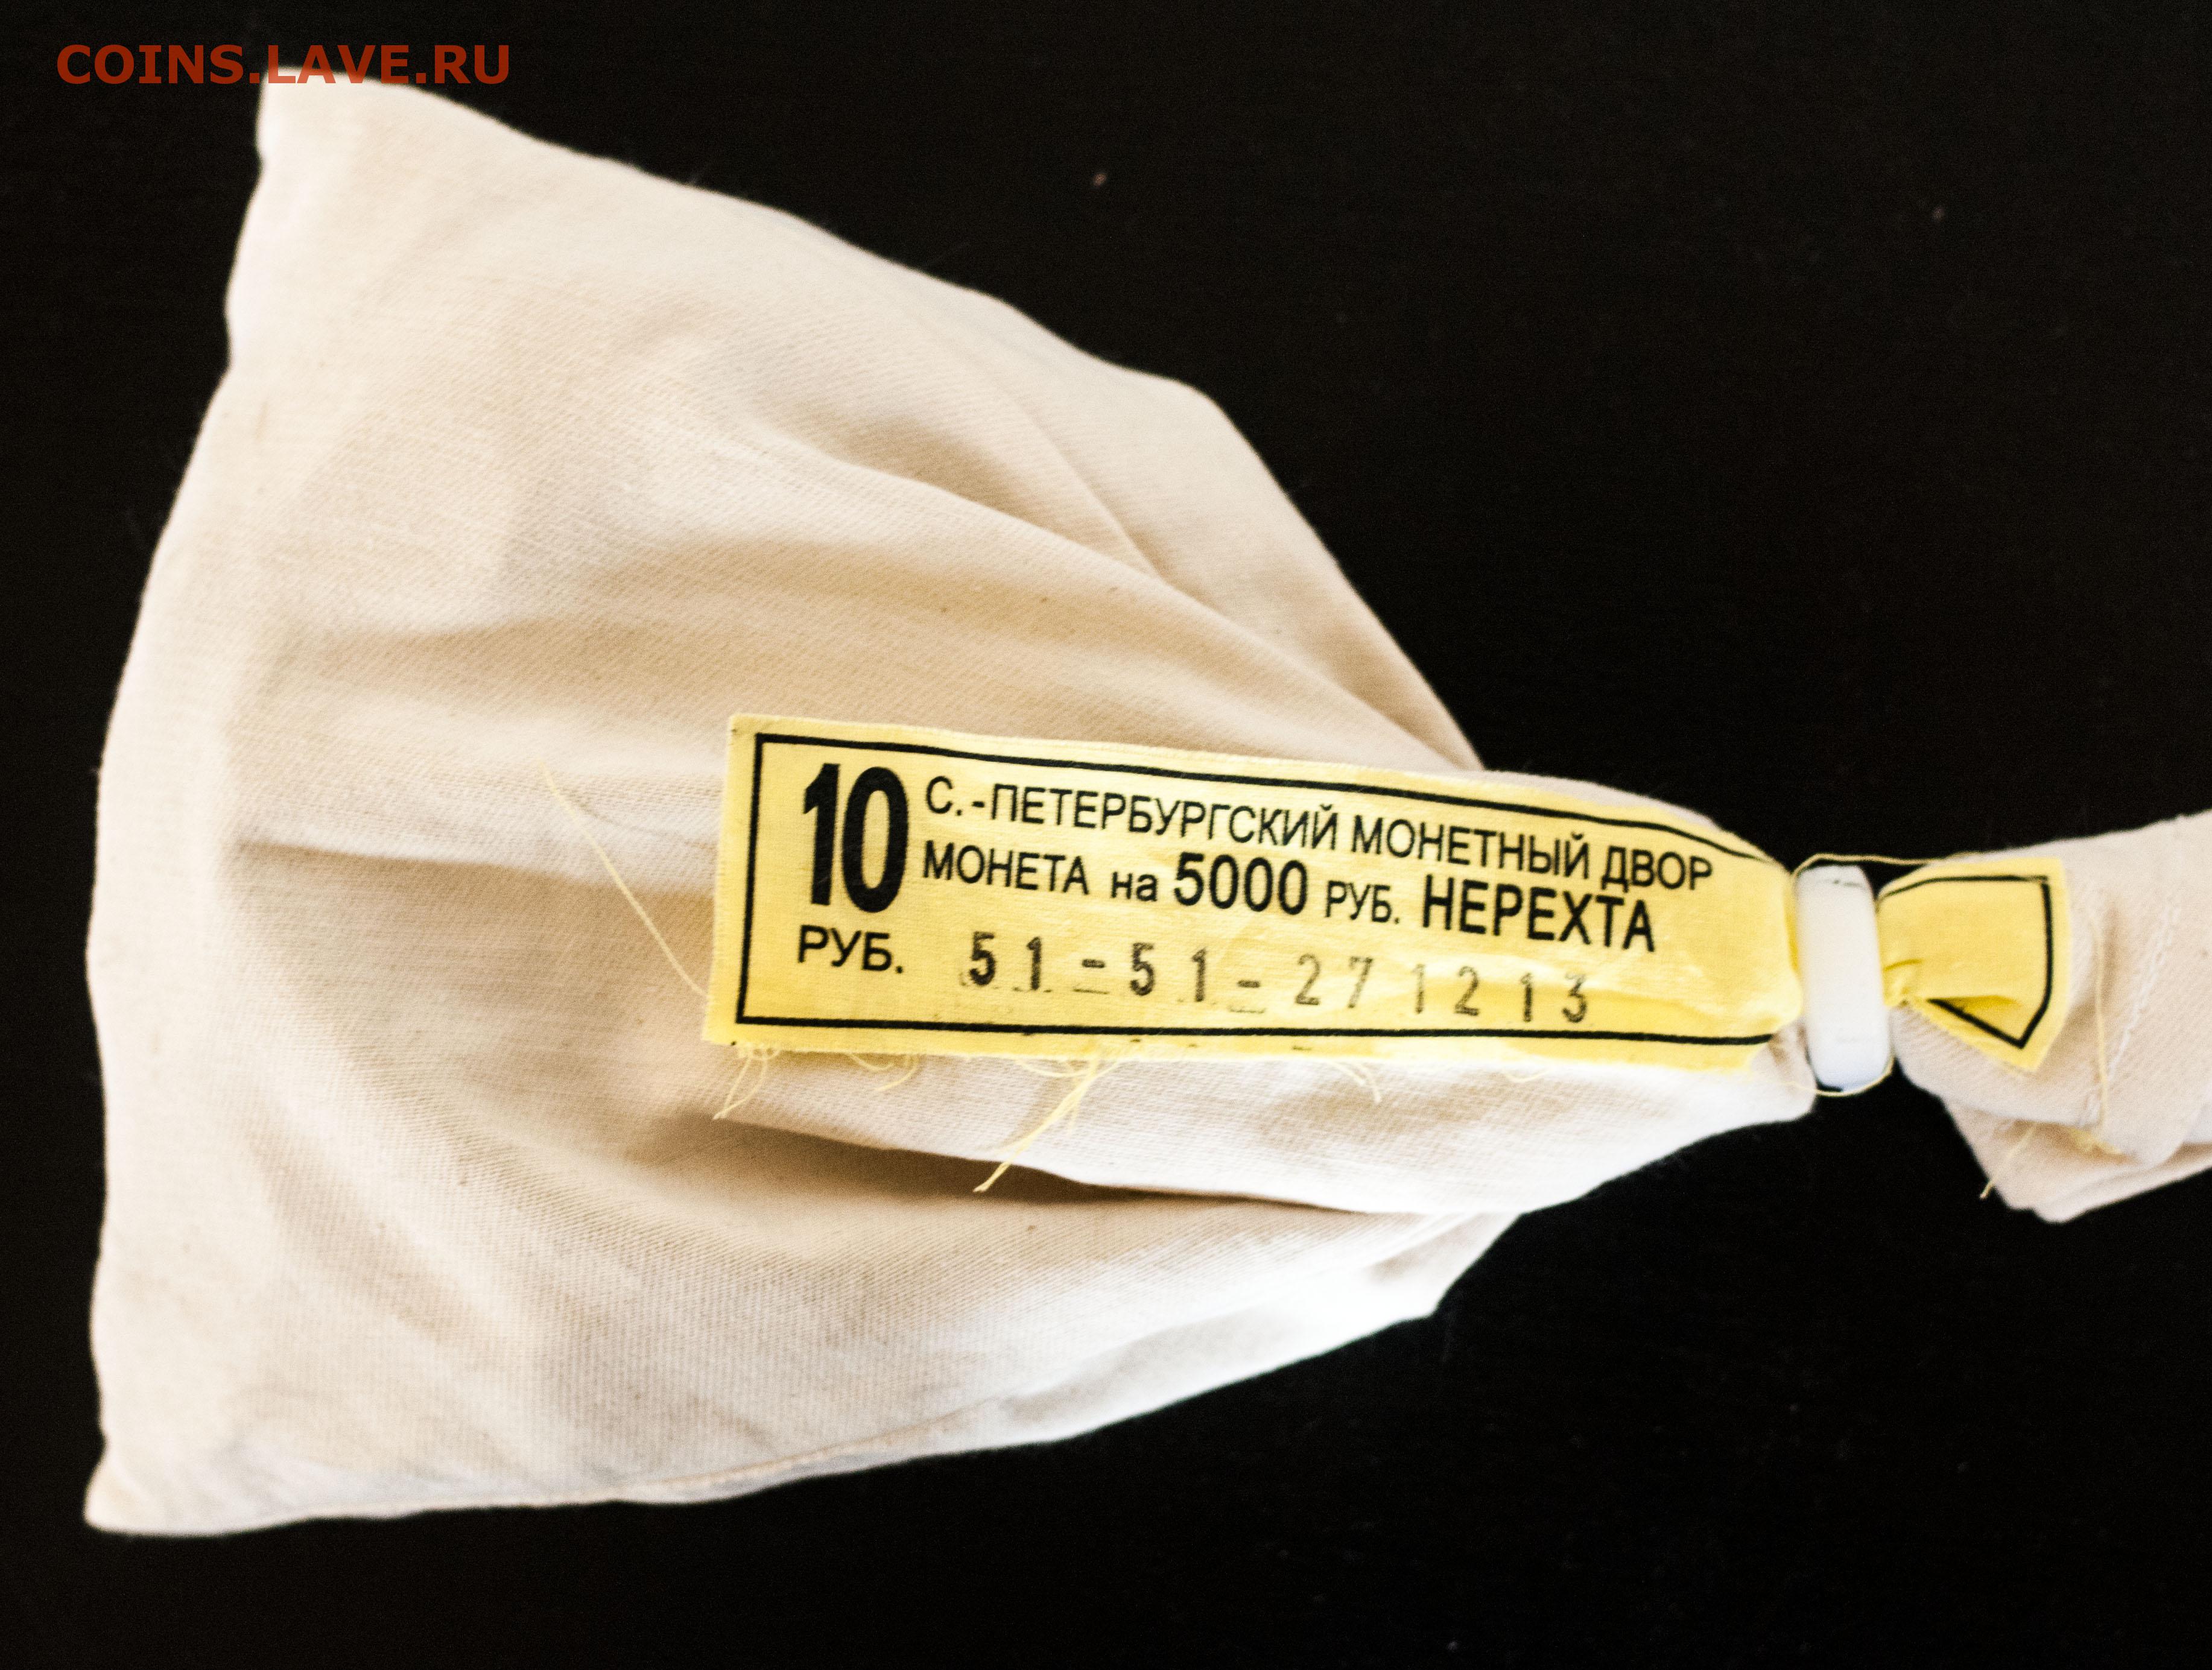 COINS.LAVE.RU
10 С.-ПЕТЕРБУРГСКИЙ МОНЕТНЫЙ ДВОР
МОНЕТА на 5000 РУБ. НЕРЕХТА
РУБ. 51-51-271213